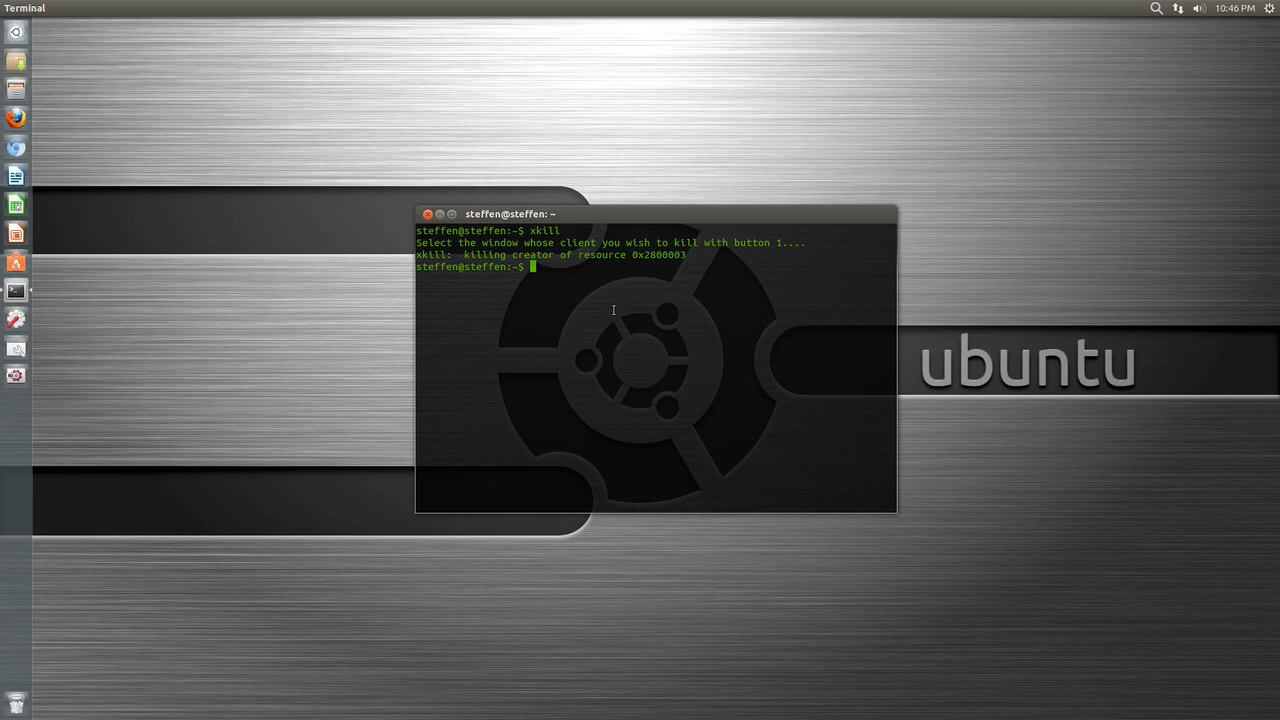 Terminal
10:46 PM
steffen@steffen: ~
steffen@steffen:~$ xkill
Select the window whose client you wish to kill with button 1....
xkill:  killing creator of resource 0x2800003
steffen@steffen:~$
ubuntu